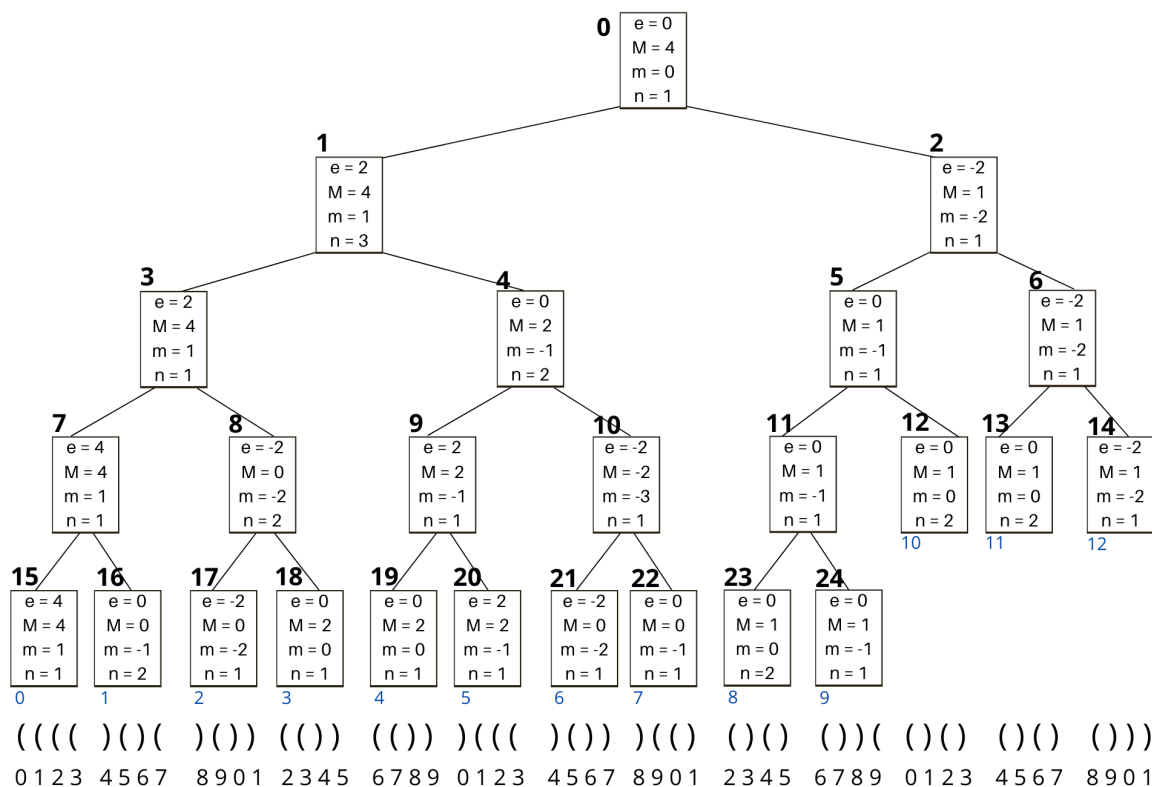 0
e = 0
M = 4
m = 0
n = 1
1
e = 2
M = 4
m = 1
n = 3
2
e = -2
M = 1
m = -2
n = 1
3
e = 2
M = 4
m = 1
n = 1
4
e = 0
M = 2
m = -1
n = 2
5
e = 0
M = 1
m = -1
n = 1
6
e = -2
M = 1
m = -2
n = 1
7
e = 4
M = 4
m = 1
n = 1
8
e = -2
M = 0
m = -2
n = 2
9
e = 2
M = 2
m = -1
n = 1
10
e = -2
M = -2
m = -3
n = 1
11
e = 0
M = 1
m = -1
n = 1
12
e = 0
M = 1
m = 0
n = 2
10
13
e = 0
M = 1
m = 0
n = 2
11
14
e = -2
M = 1
m = -2
n = 1
12
15
e = 4
M = 4
m = 1
n = 1
0
16
e = 0
M = 0
m = -1
n = 2
1
17
e = -2
M = 0
m = -2
n = 1
2
18
e = 0
M = 2
m = 0
n = 1
3
19
e = 0
M = 2
m = 0
n = 1
4
20
e = 2
M = 2
m = -1
n = 1
5
21
e = -2
M = 0
m = -2
n = 1
6
22
e = 0
M = 0
m = -1
n = 1
7
23
e = 0
M = 1
m = 0
n =2
8
24
e = 0
M = 1
m = -1
n = 1
9
(((( )()( )()) (()) (()) )((( )()) )(() ()() ())( ()() ()() ()))
0 1 2 3 4 5 6 7 8 9 0 1 2 3 4 5 6 7 8 9 0 1 2 3 4 5 6 7 8 9 0 1 2 3 4 5 6 7 8 9 0 1 2 3 4 5 6 7 8 9 0 1